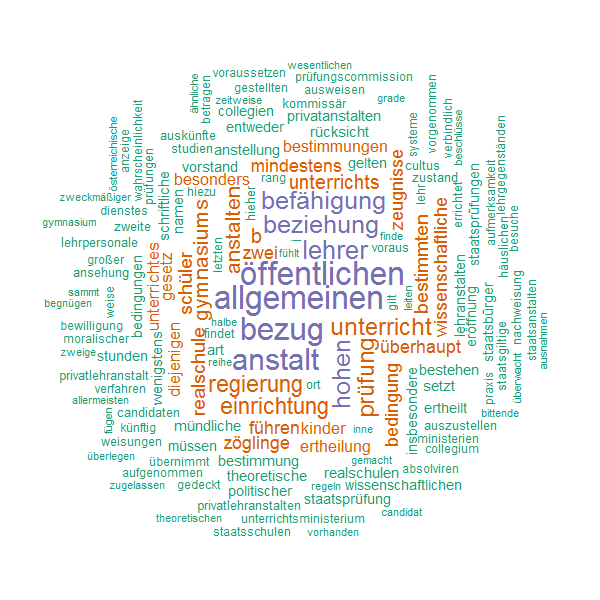 wesentlichen
voraussetzen
prüfungscommission
ähnliche
betragen
gestellten
ausweisen
zeitweise
kommissär
grade
collegien
privatanstalten
österreichische
anzeige
wahrscheinlichkeit
prüfungen
entweder
rücksicht
systeme
vorgenommen
verbindlich
beschlüsse
auskünfte
studien
anstellung
bestimmungen
vorstand
mindestens
gelten
zeugnisse
cultus
besonders
rang
unterrichts
zustand
lehr
zweckmäßiger
hiezu
befähigung
errichtet
staatsprüfungen
aufmerksamkeit
lehrgegenständen
häuslichen
besuche
dienstes
schriftliche
namen
hieher
gymnasium
zweite
anstalten
beziehung
bestimmten
wissenschaftliche
lehrpersonale
b
finde
letzten
zwei
fühlt
lehrer
voraus
großer
unterrichtes
gesetz
schüler
gymnasiums
öffentlichen
ansehung
bedingungen
lehranstalten
eröffnung
staatsbürger
staatsgiltige
nachweisung
staatsanstalten
sammt
weise
allgemeinen
gilt
leiten
begnügen
halbe
bewilligung
findet
bezug
unterricht
praxis
überwacht
ausnahmen
moralischer
wenigstens
diejenigen
realschule
art
hohen
prüfung
überhaupt
zweige
stunden
reihe
anstalt
bestehen
privatlehranstalt
regierung
ort
bedingung
insbesondere
setzt
verfahren
allermeisten
einrichtung
ertheilt
fügen
candidaten
bittende
künftig
mündliche
führen
kinder
inne
auszustellen
weisungen
müssen
zöglinge
ertheilung
ministerien
überlegen
collegium
übernimmt
bestimmung
gemacht
aufgenommen
theoretische
realschulen
absolviren
zugelassen
gedeckt
politischer
regeln
wissenschaftlichen
staatsprüfung
privatlehranstalten
candidat
theoretischen
unterrichtsministerium
staatsschulen
vorhanden